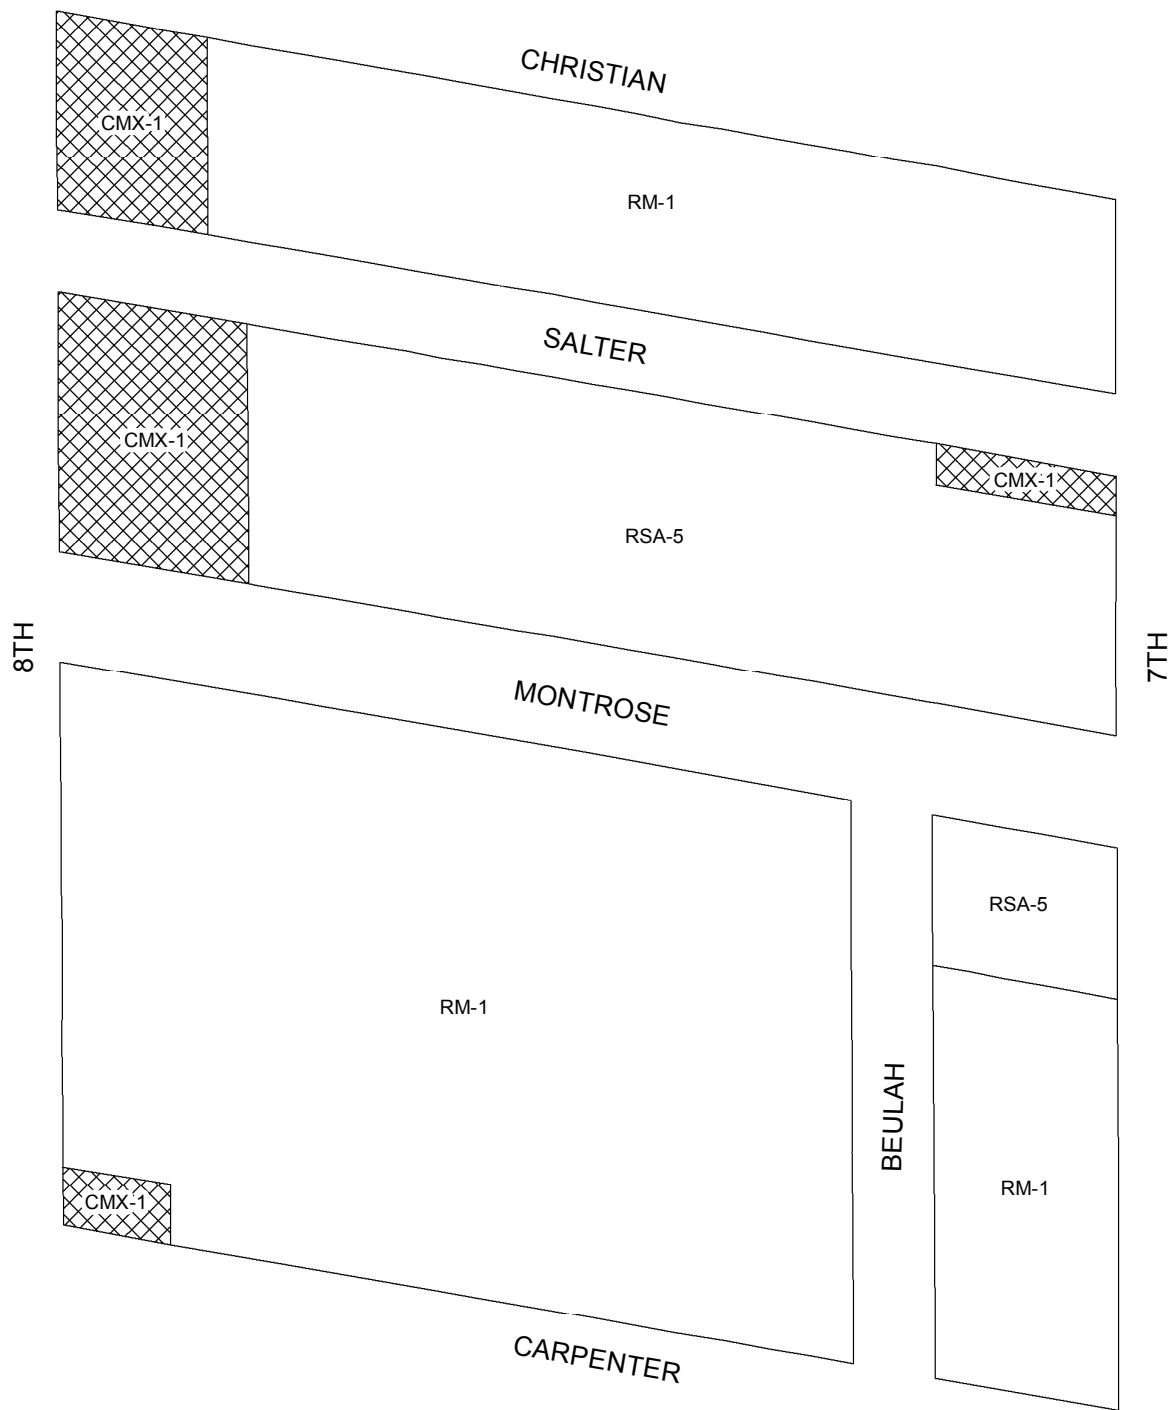 CHRISTIAN
CMX-1
RM-1
SALTER
CMX-1
CMX-1
RSA-5
8TH
7TH
MONTROSE
RSA-5
RM-1
BEULAH
RM-1
CMX-1
CARPENTER